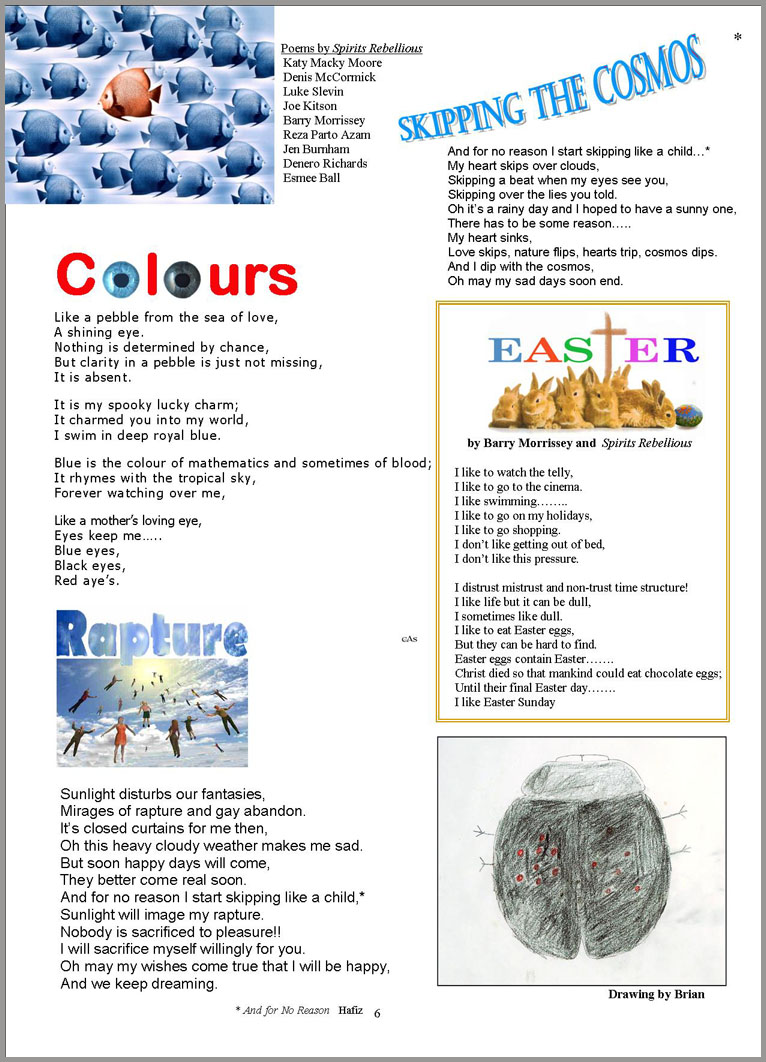 Poems by Spirits Rebellious
Katy Macky Moore
Denis McCormick
Luke Slevin
Joe Kitson
Barry Morrissey
Reza Parto Azam
Jen Burnham
Denero Richards
Esmee Ball
*
SKIPPING THE COSMOS
And for no reason I start skipping like a child…*
My heart skips over clouds,
Skipping a beat when my eyes see you,
Skipping over the lies you told.
Oh it's a rainy day and I hoped to have a sunny one,
There has to be some reason…..
My heart sinks,
Love skips, nature flips, hearts trip, cosmos dips.
And I dip with the cosmos,
Oh may my sad days soon end.
Colours
Like a pebble from the sea of love,
A shining eye.
Nothing is determined by chance,
But clarity in a pebble is just not missing,
It is absent.
It is my spooky lucky charm;
It charmed you into my world,
I swim in deep royal blue.
Blue is the colour of mathematics and sometimes of blood;
It rhymes with the tropical sky,
Forever watching over me,
Like a mother's loving eye,
Eyes keep me…..
Blue eyes,
Black eyes,
Red aye's.
EASTER
by Barry Morrissey and Spirits Rebellious
I like to watch the telly,
I like to go to the cinema.
I like swimming……..
I like to go on my holidays,
I like to go shopping.
I don't like getting out of bed,
I don't like this pressure.
I distrust mistrust and non-trust time structure!
I like life but it can be dull,
I sometimes like dull.
I like to eat Easter eggs,
But they can be hard to find.
Easter eggs contain Easter…….
Christ died so that mankind could eat chocolate eggs;
Until their final Easter day…….
I like Easter Sunday
cAs
Rapture
Sunlight disturbs our fantasies,
Mirages of rapture and gay abandon.
It's closed curtains for me then,
Oh this heavy cloudy weather makes me sad.
But soon happy days will come,
They better come real soon.
And for no reason I start skipping like a child,*
Sunlight will image my rapture.
Nobody is sacrificed to pleasure!!
I will sacrifice myself willingly for you.
Oh may my wishes come true that I will be happy,
And we keep dreaming.
Drawing by Brian
* And for No Reason Hafiz 6